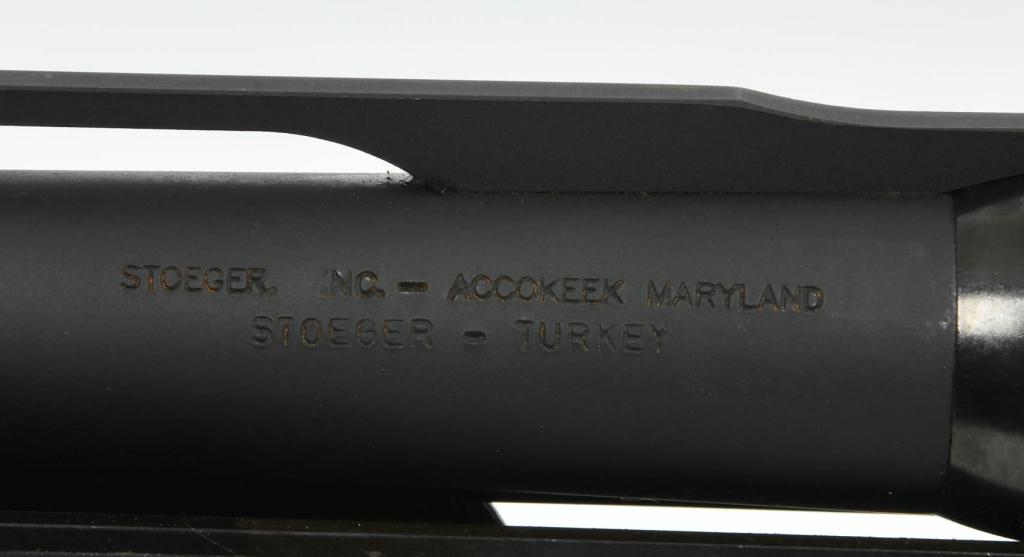 STOEGER, INC. - ACCOKEEK MARYLAND
STOEGER - TURKEY